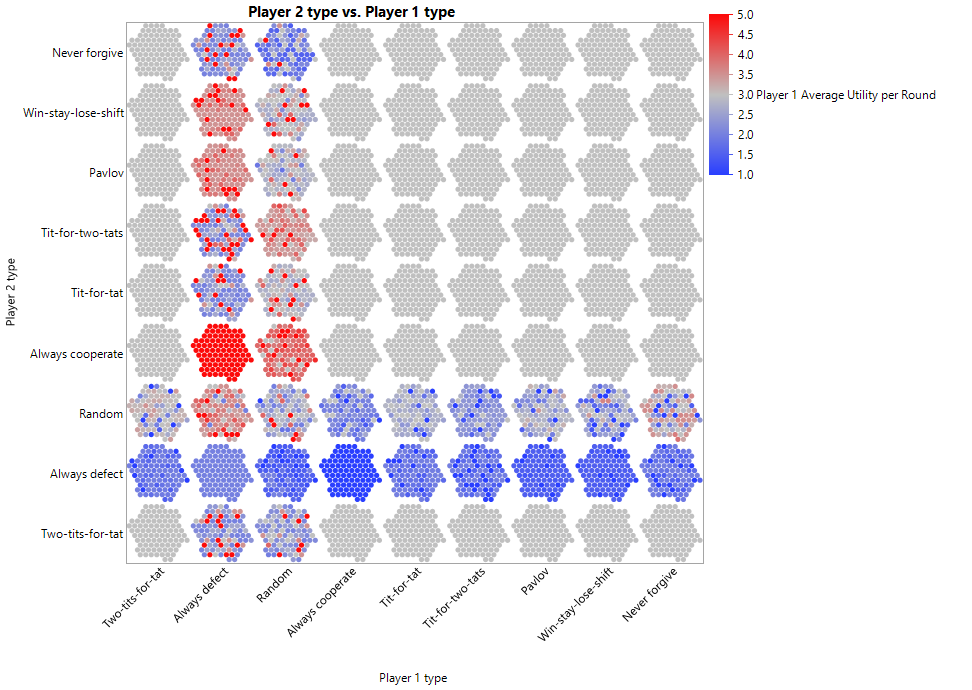 Player 2 type vs. Player 1 type
Never forgive
Win-stay-lose-shift
Pavlov
Tit-for-two-tats
Tit-for-tat
Always cooperate
Random
Always defect
Two-tits-for-tat
Player 2 type
Two-tits-for-tat
Always defect
Random
Always cooperate
Tit-for-tat
Tit-for-two-tats
Pavlov
Win-stay-lose-shift
Never forgive
Player 1 type
5.0
4.5
4.0
3.5
3.0 Player 1 Average Utility per Round
2.5
2.0
1.5
1.0